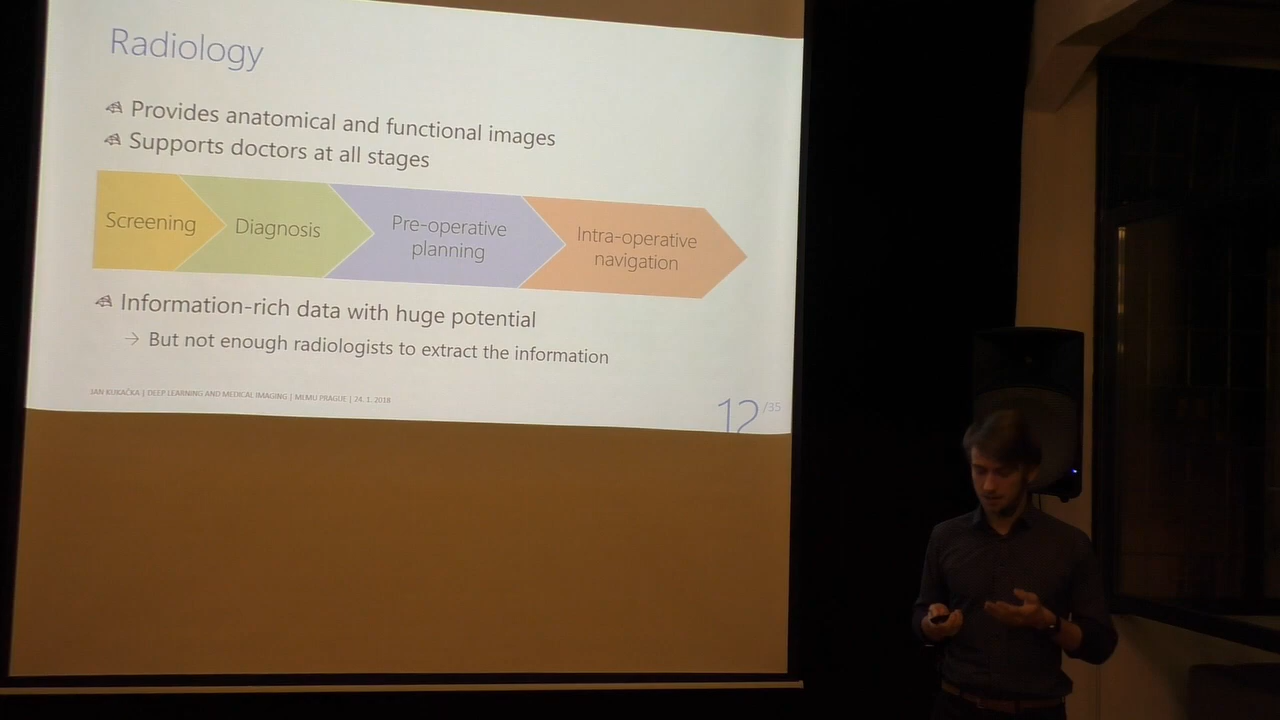 Radiology
Provides anatomical and functional images
Supports doctors at all stages
Screening
Diagnosis
Pre-operative
planning
Intra-operative
navigation
Information-rich data with huge potential
→ But not enough radiologists to extract the information
JAN KUKAČKA | DEEP LEARNING AND MEDICAL IMAGING | MLMU PRAGUE | 24. 1. 2018
12/35